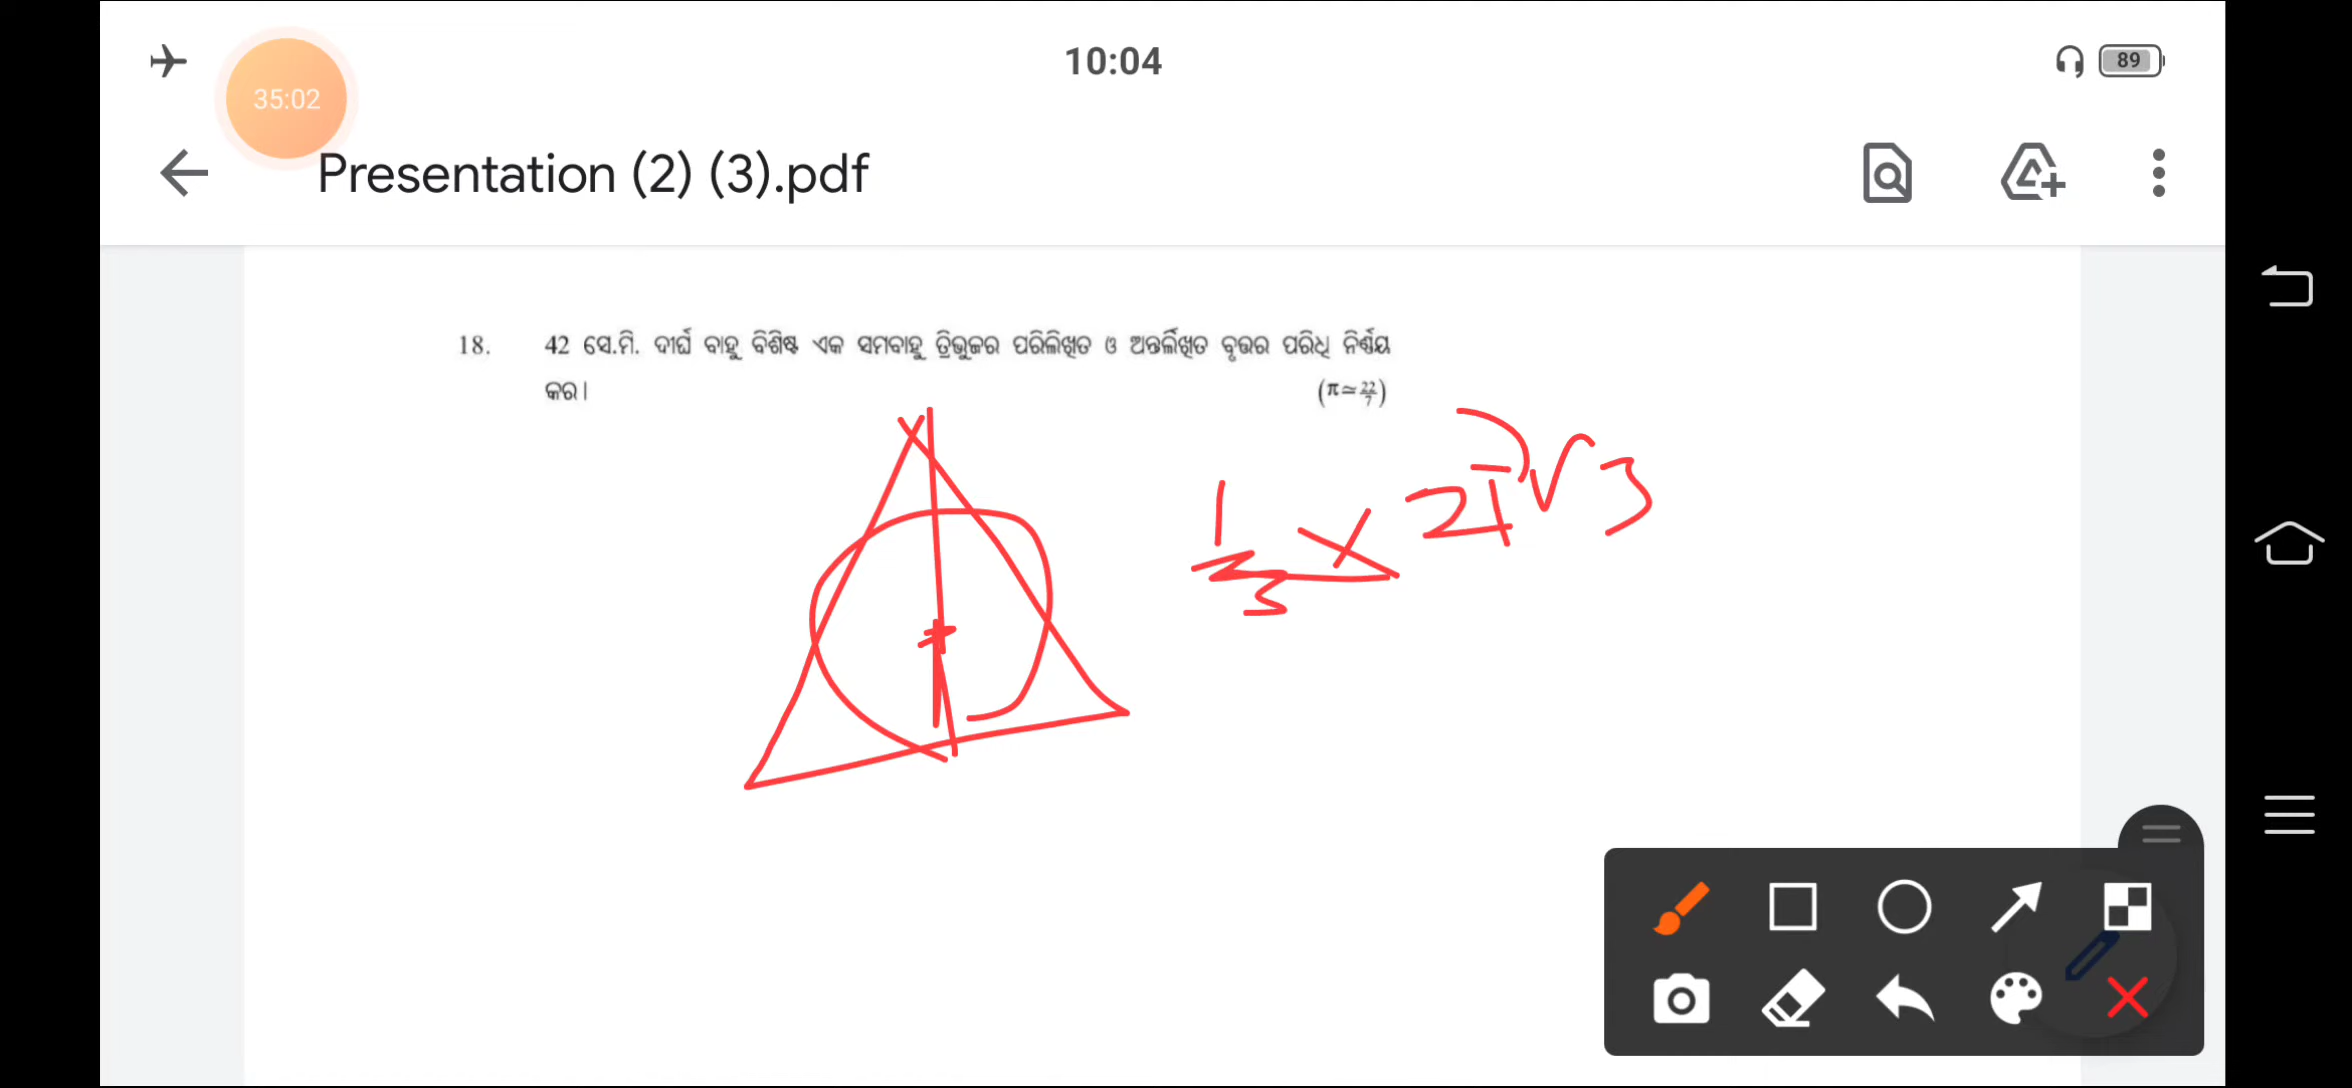 10:04
89
35:02
Presentation (2) (3).pdf
18. 42 ସେ.ମି. ଦୀର୍ଘ ବାହୁ ବିଶିଷ୍ଟ ଏକ ସମବାହୁ ତ୍ରିଭୁଜର ପରିଲିଖିତ ଓ ଅନ୍ତର୍ଲିଖିତ ବୃତ୍ତର ପରିଧି ନିର୍ଣ୍ଣୟ
କର। (π≃22/7)
1/3 × 21√3